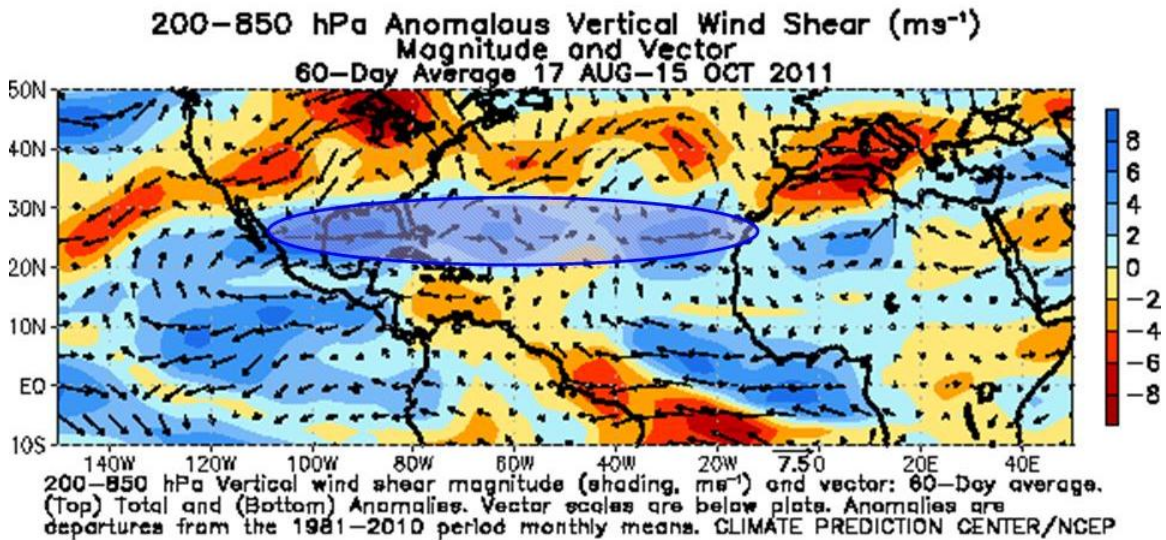 200-850 hPa Anomalous Vertical Wind Shear (ms⁻¹)
Magnitude and Vector
60-Day Average 17 AUG-15 OCT 2011
50N
40N
30N
20N
10N
EQ
10S
8
6
4
2
0
-2
-4
-6
-8
140W 120W 100W 80W 60W 40W 20W 0 20E 40E
7.5
200-850 hPa Vertical wind shear magnitude (shading, ms⁻¹) and vector: 60-Day average.
(Top) Total and (Bottom) Anomalies. Vector scales are below plots. Anomalies are
departures from the 1981-2010 period monthly means. CLIMATE PREDICTION CENTER/NCEP